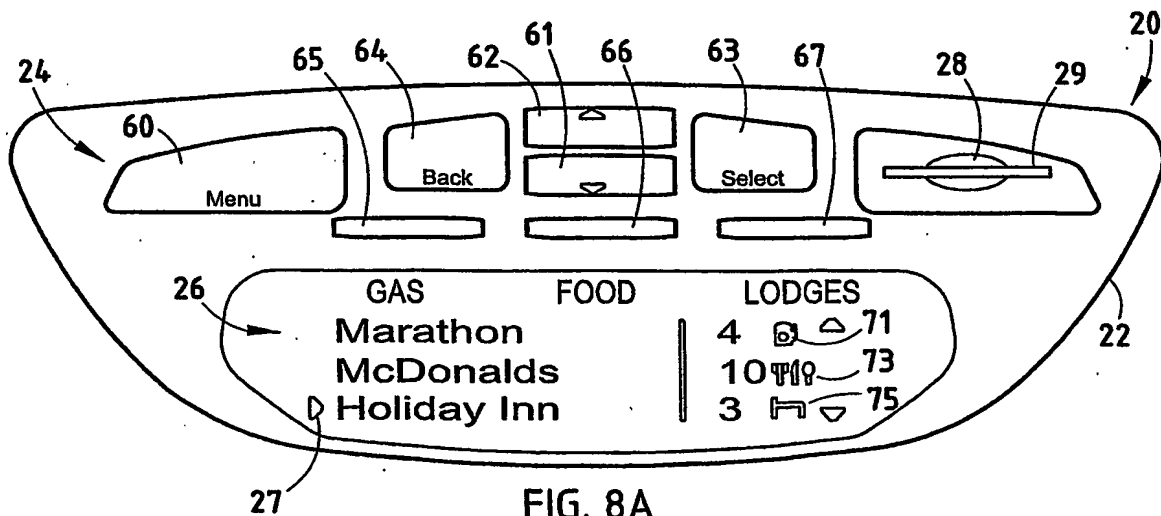 20
61
62
64
66
63
65
67
28
29
24
60
Back
Select
Menu
GAS FOOD LODGES
26
22
Marathon 4 71
McDonalds 10 73
Holiday Inn 3 75
27
FIG. 8A